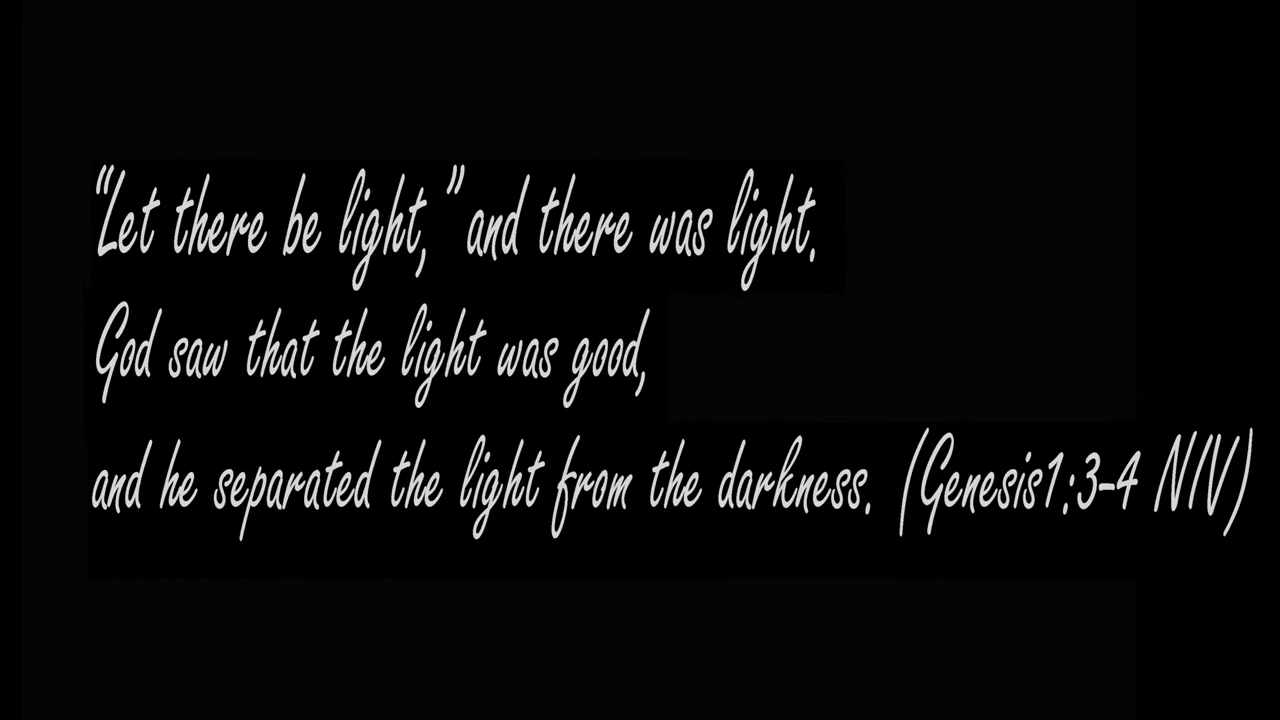 “Let there be light,” and there was light.
God saw that the light was good,
and he separated the light from the darkness. (Genesis1:3-4 NIV)